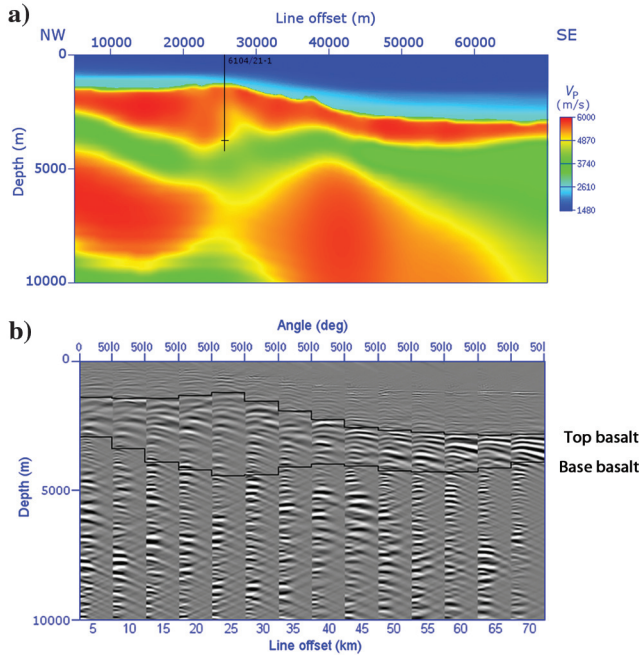 a)
Line offset (m)
NW
SE
10000 20000 30000 40000 50000 60000
0
5000
10000
Depth (m)
6104/21-1
VP
(m/s)
6000
4870
3740
2610
1480
b)
Angle (deg)
0 50|0 50|0 50|0 50|0 50|0 50|0 50|0 50|0 50|0 50|0 50|0 50|0 50|0 50
0
5000
10000
Depth (m)
Top basalt
Base basalt
5 10 15 20 25 30 35 40 50 55 60 65 70
Line offset (km)